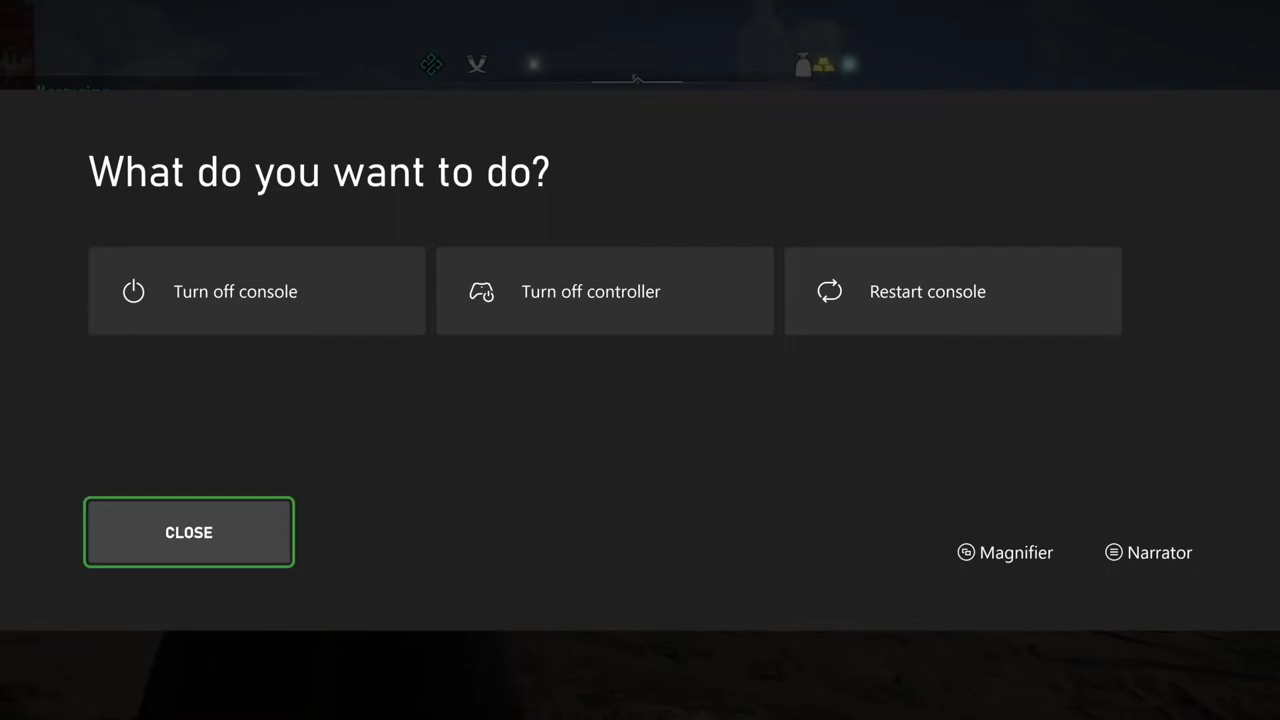 What do you want to do?
Turn off console
Turn off controller
Restart console
CLOSE
Magnifier
Narrator